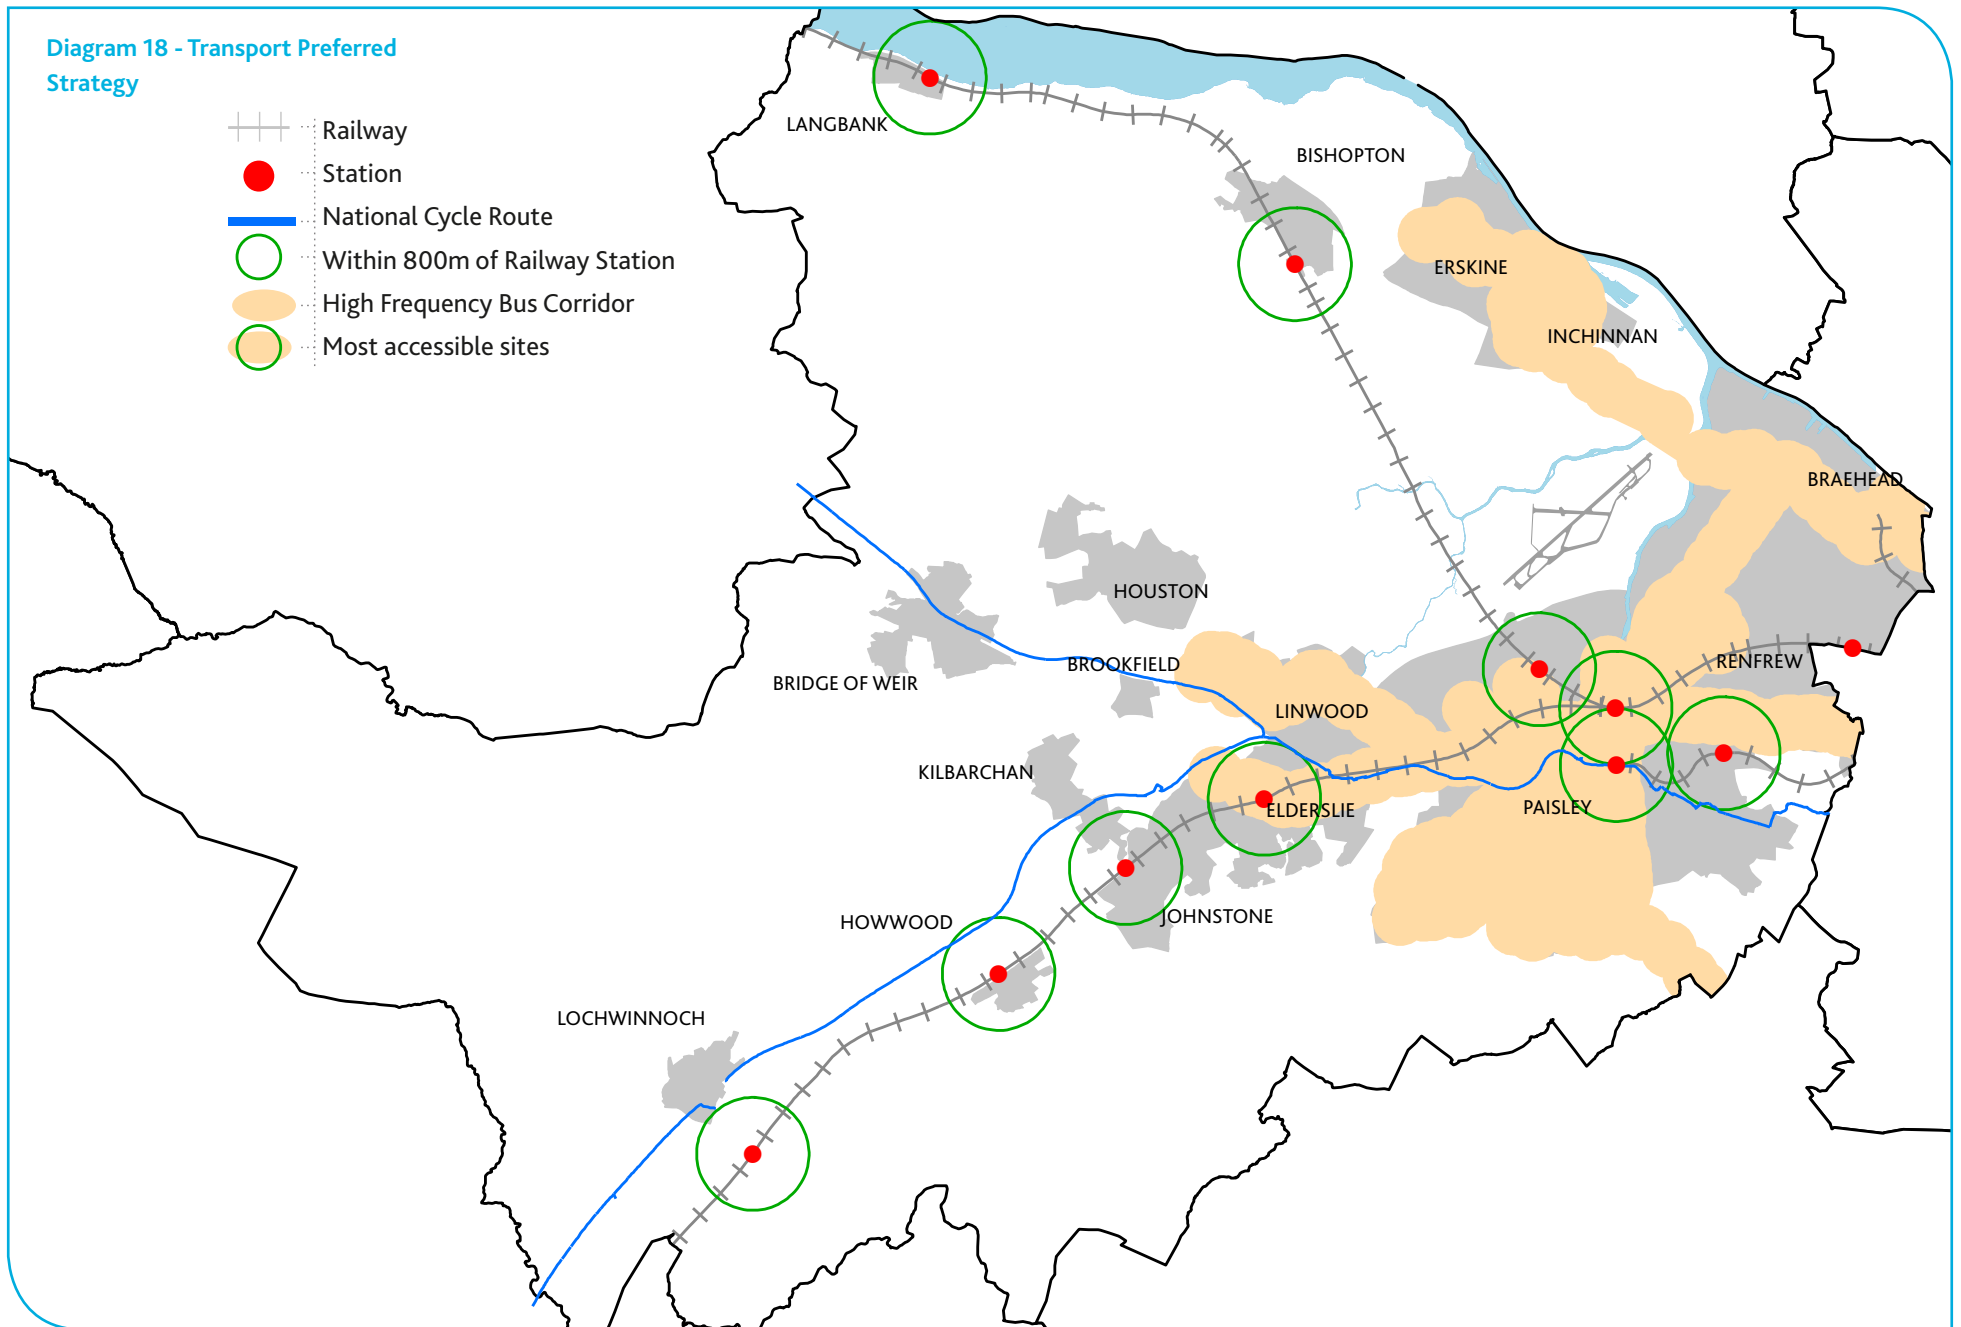 Diagram 18 - Transport Preferred
Strategy
Railway
Station
National Cycle Route
Within 800m of Railway Station
High Frequency Bus Corridor
Most accessible sites
LANGBANK
BISHOPTON
ERSKINE
INCHINNAN
BRAEHEAD
HOUSTON
BROOKFIELD
RENFREW
BRIDGE OF WEIR
LINWOOD
KILBARCHAN
PAISLEY
ELDERSLIE
JOHNSTONE
HOWWOOD
LOCHWINNOCH